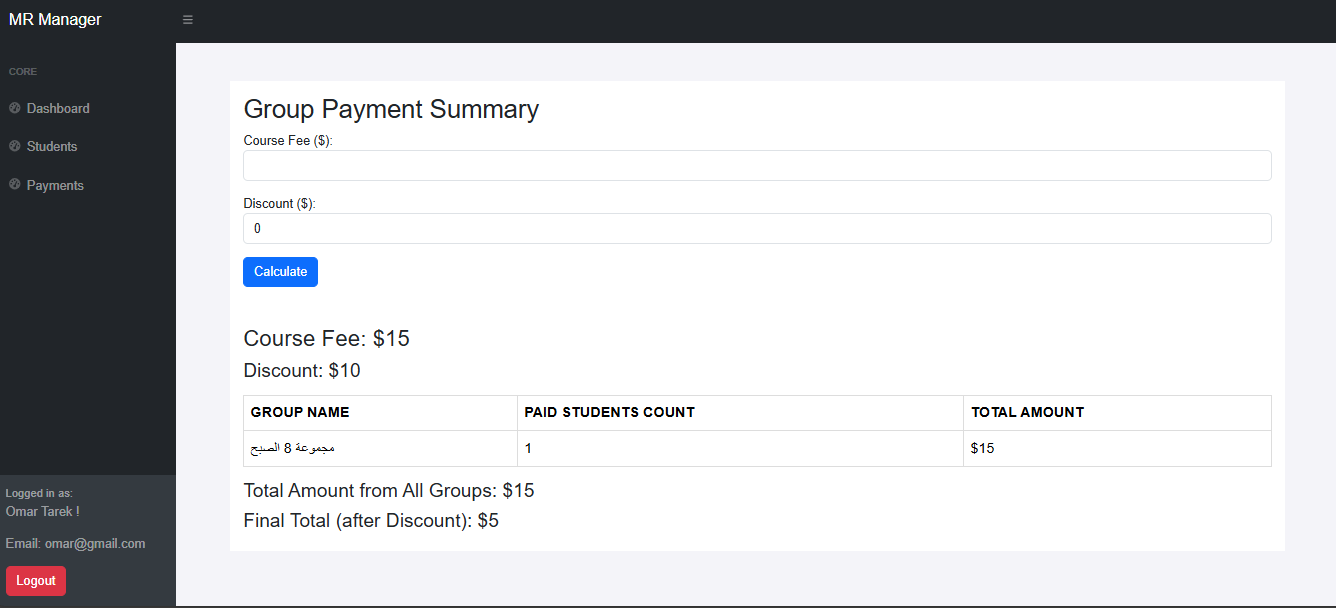 MR Manager
CORE
Dashboard
Students
Payments
Logged in as:
Omar Tarek !
Email: omar@gmail.com
Logout
Group Payment Summary
Course Fee ($):
Discount ($):
0
Calculate
Course Fee: $15
Discount: $10
GROUP NAME PAID STUDENTS COUNT TOTAL AMOUNT
مجموعة 8 الصبح 1 $15
Total Amount from All Groups: $15
Final Total (after Discount): $5